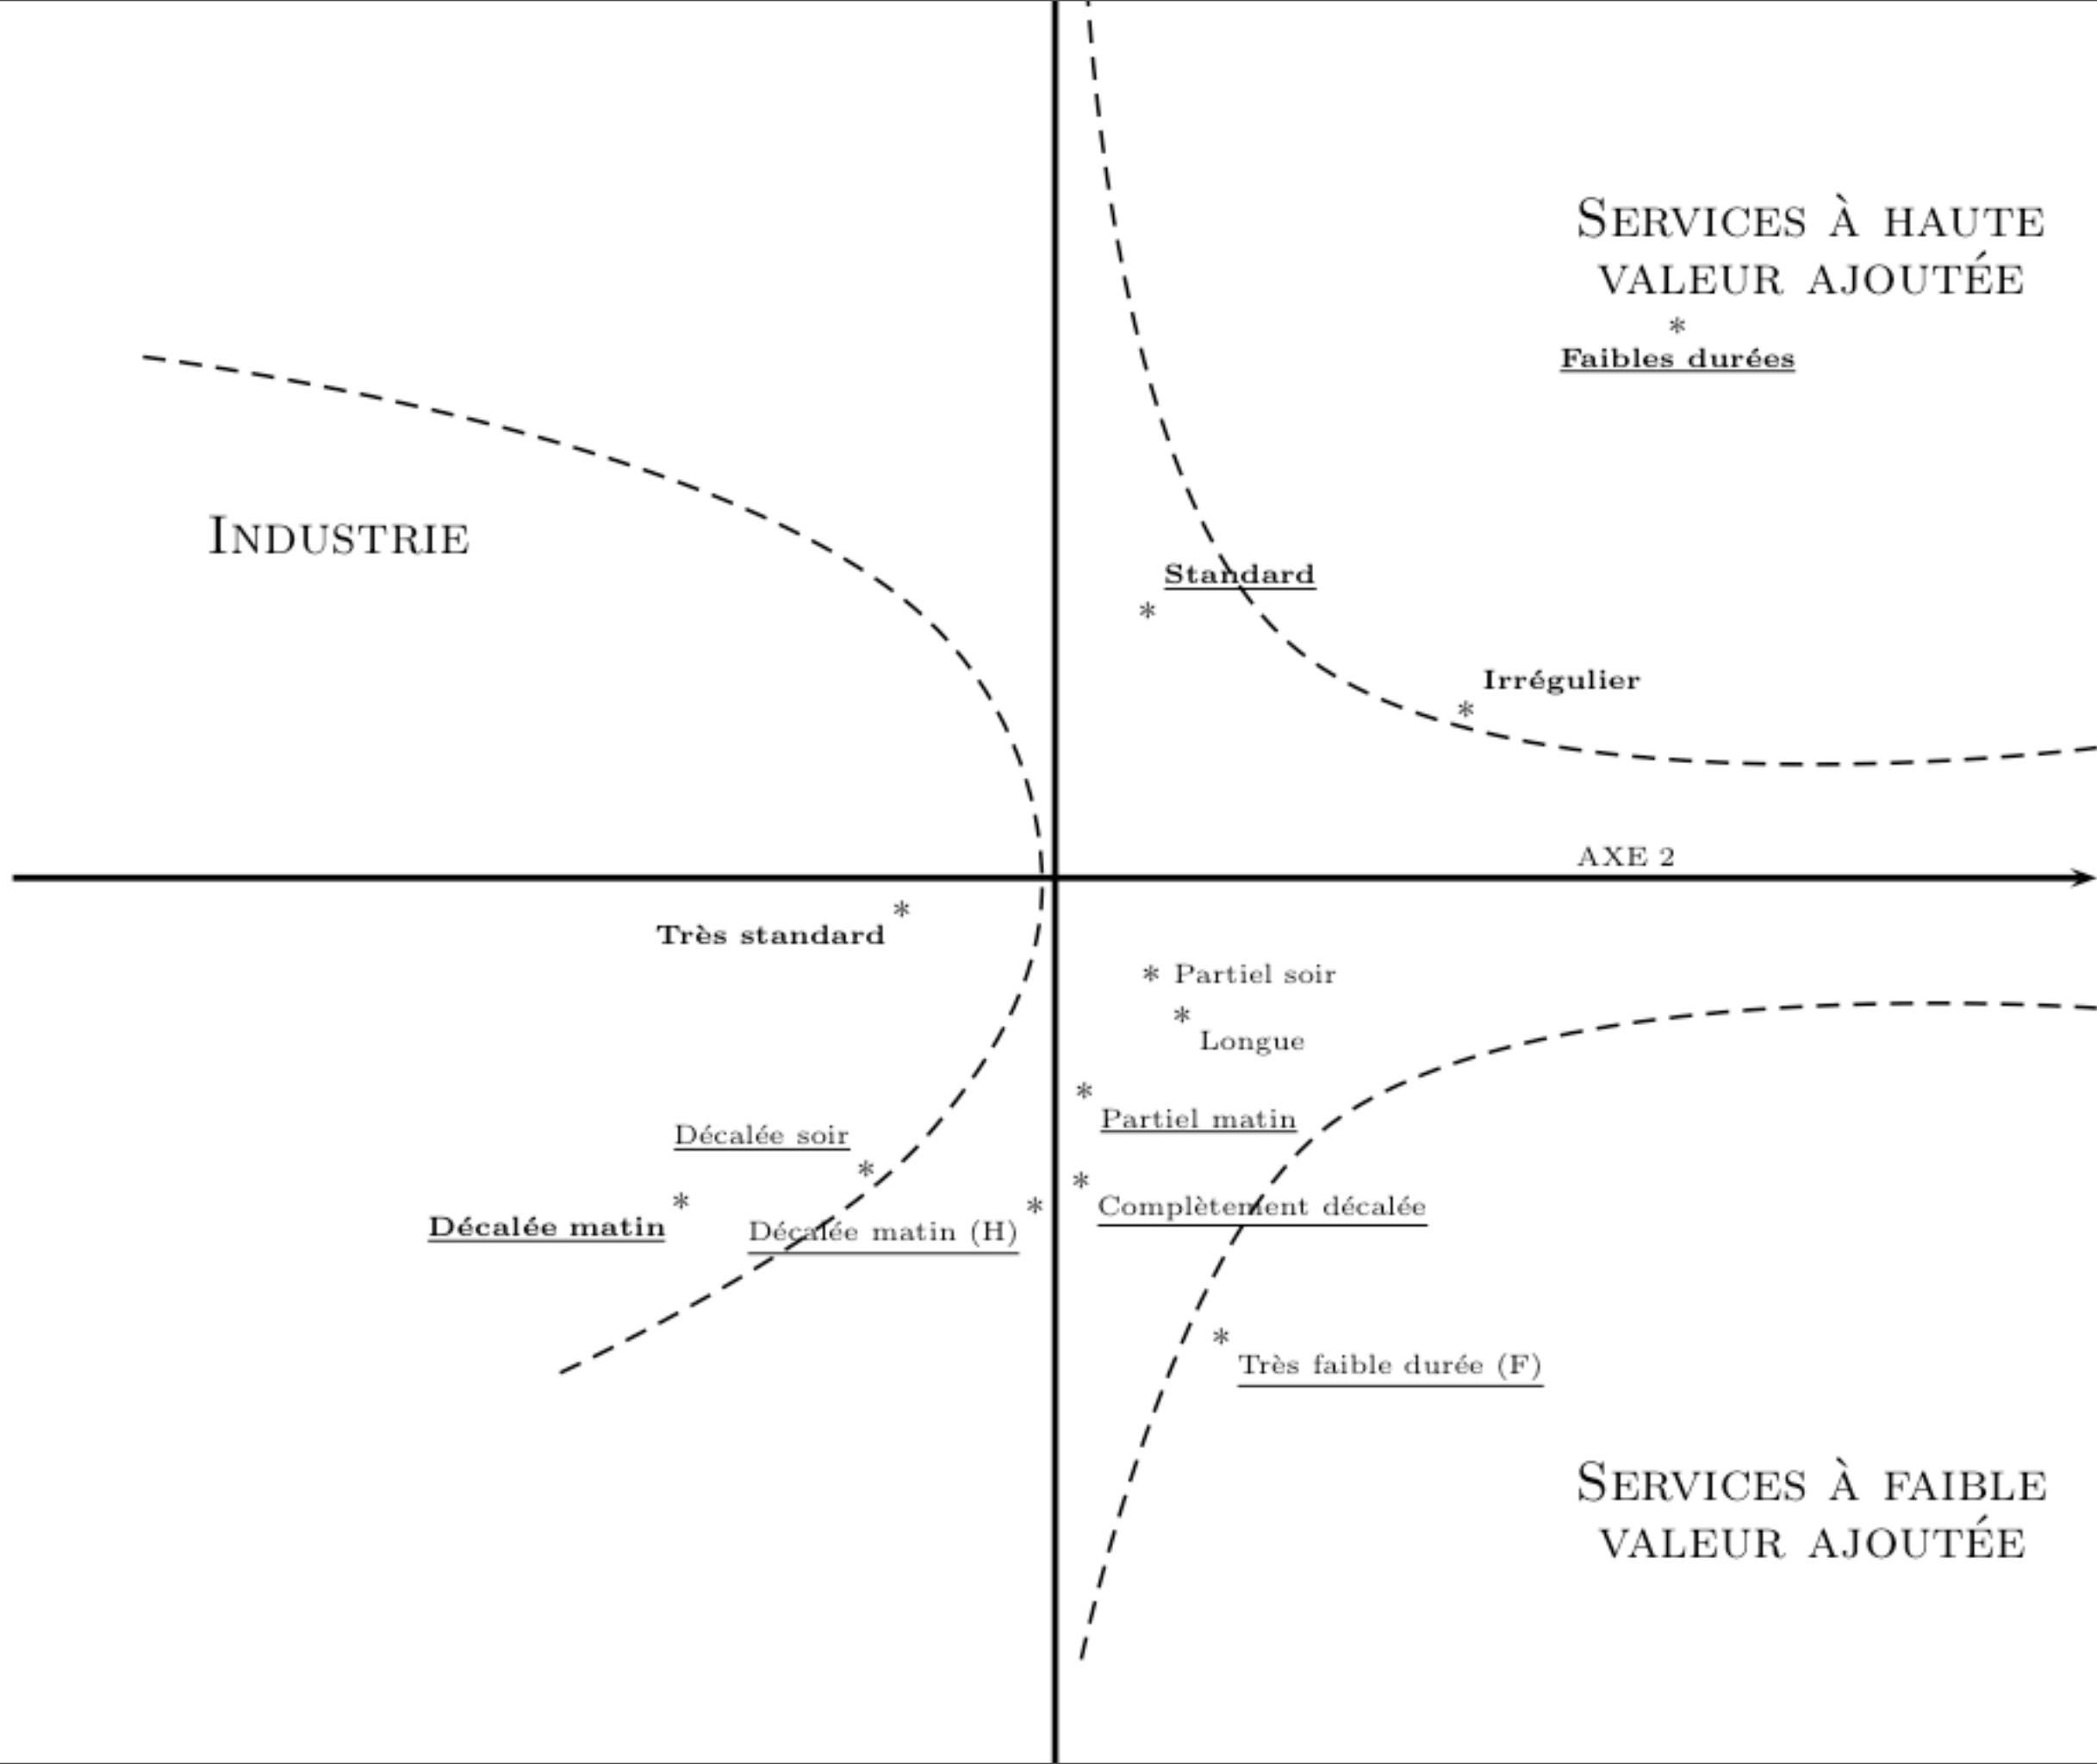 SERVICES À HAUTE
VALEUR AJOUTÉE
*
Faibles durées
INDUSTRIE
Standard
*
Irrégulier
*
AXE 2
*
Très standard
* Partiel soir
*
Longue
*
Partiel matin
Décalée soir
*
*
Complètement décalée
*
Décalée matin
*
Décalée matin (H)
*
Très faible durée (F)
SERVICES À FAIBLE
VALEUR AJOUTÉE